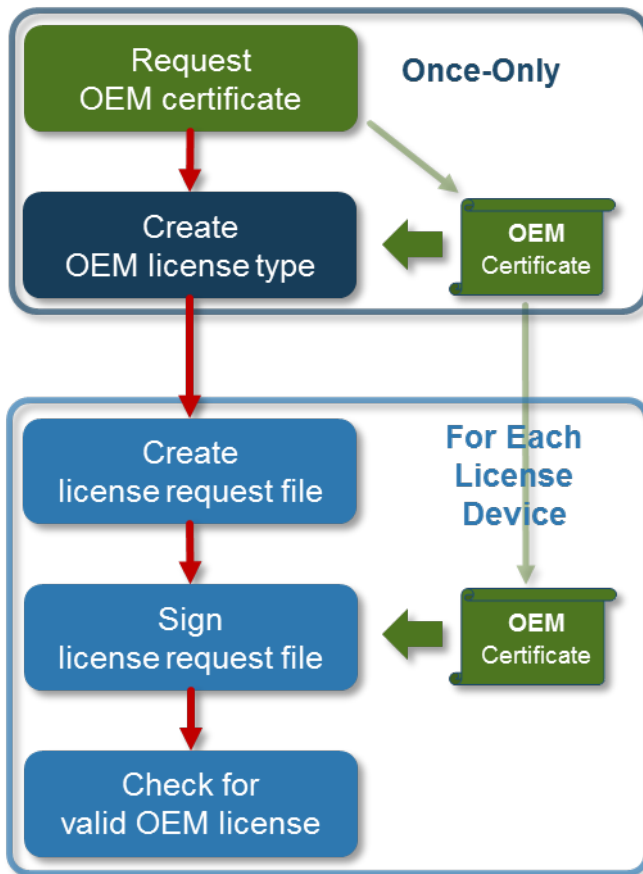 Request
OEM certificate
Once-Only
Create
OEM license type
OEM
Certificate
Create
license request file
For Each
License
Device
Sign
license request file
OEM
Certificate
Check for
valid OEM license